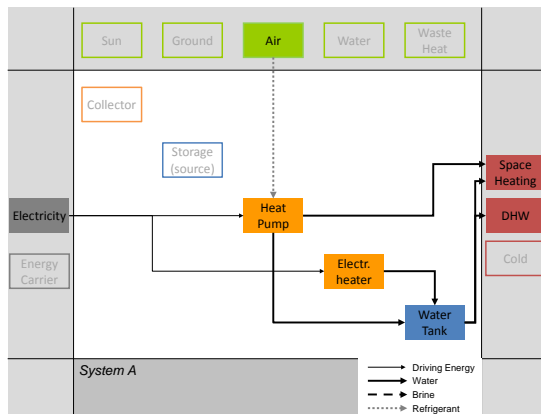 Sun
Ground
Air
Water
Waste
Heat
Collector
Storage
(source)
Space
Heating
Electricity
Heat
Pump
DHW
Energy
Carrier
Electr.
heater
Cold
Water
Tank
System A
Driving Energy
Water
Brine
Refrigerant